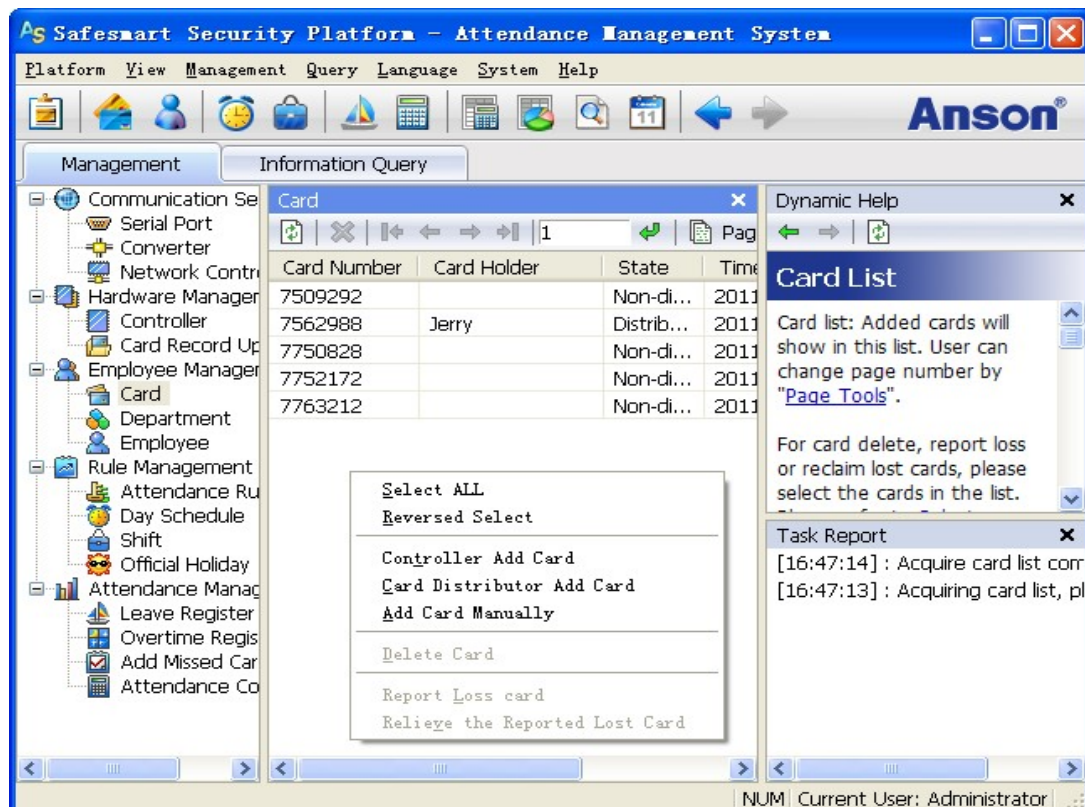 AS Safesmart Security Platform - Attendance Management System
Platform View Management Query Language System Help
11
Anson®
Management Information Query
Communication Se
Serial Port
Converter
Network Contr
Hardware Manager
Controller
Card Record Up
Employee Manager
Card
Department
Employee
Rule Management
Attendance Ru
Day Schedule
Shift
Official Holiday
Attendance Manag
Leave Register
Overtime Regis
Add Missed Car
Attendance Co
Card
1 Pag
Card Number Card Holder State Time
7509292 Non-di... 2011
7562988 Jerry Distrib... 2011
7750828 Non-di... 2011
7752172 Non-di... 2011
7763212 Non-di... 2011
Select ALL
Reversed Select
Controller Add Card
Card Distributor Add Card
Add Card Manually
Delete Card
Report Loss card
Relieve the Reported Lost Card
Dynamic Help
Card List
Card list: Added cards will
show in this list. User can
change page number by
"Page Tools".
For card delete, report loss
or reclaim lost cards, please
select the cards in the list.
Task Report
[16:47:14] : Acquire card list com
[16:47:13] : Acquiring card list, pl
NUM Current User: Administrator